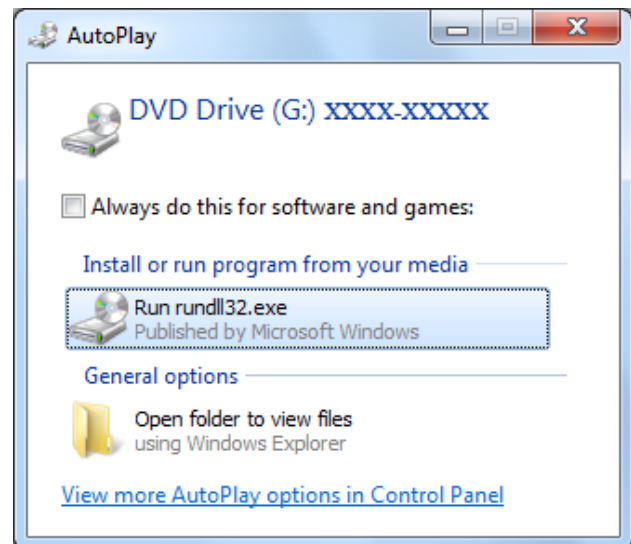 AutoPlay
DVD Drive (G:) XXXX-XXXXX
Always do this for software and games:
Install or run program from your media
Run rundll32.exe
Published by Microsoft Windows
General options
Open folder to view files
using Windows Explorer
View more AutoPlay options in Control Panel